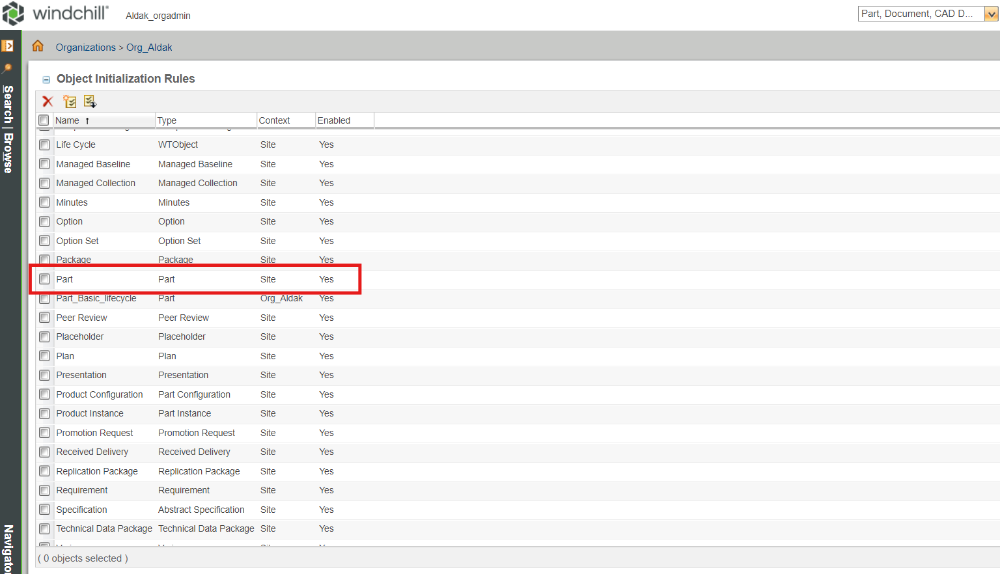 windchill® Aldak_orgadmin Part, Document, CAD D...
Organizations > Org_Aldak
Search | Browse
Navigator
Object Initialization Rules
Name ↑ Type Context Enabled
Life Cycle WTObject Site Yes
Managed Baseline Managed Baseline Site Yes
Managed Collection Managed Collection Site Yes
Minutes Minutes Site Yes
Option Option Site Yes
Option Set Option Set Site Yes
Package Package Site Yes
Part Part Site Yes
Part_Basic_lifecycle Part Org_Aldak Yes
Peer Review Peer Review Site Yes
Placeholder Placeholder Site Yes
Plan Plan Site Yes
Presentation Presentation Site Yes
Product Configuration Part Configuration Site Yes
Product Instance Part Instance Site Yes
Promotion Request Promotion Request Site Yes
Received Delivery Received Delivery Site Yes
Replication Package Replication Package Site Yes
Requirement Requirement Site Yes
Specification Abstract Specification Site Yes
Technical Data Package Technical Data Package Site Yes
( 0 objects selected )